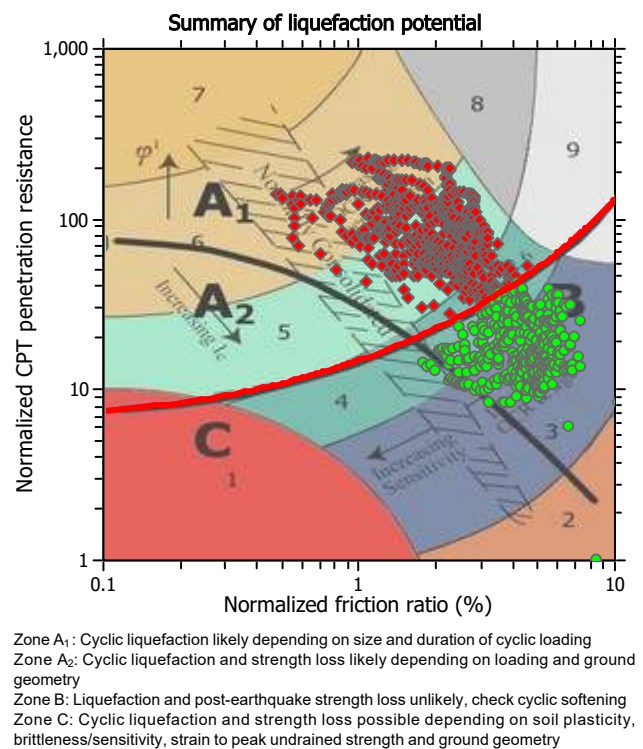 Summary of liquefaction potential
1,000
100
10
1
Normalized CPT penetration resistance
7
8
9
φ'
A1
6
A2
Increasing Ic
5
B
4
C
1
3
Increasing
Sensitivity
2
0.1
1
10
Normalized friction ratio (%)
Zone A1: Cyclic liquefaction likely depending on size and duration of cyclic loading
Zone A2: Cyclic liquefaction and strength loss likely depending on loading and ground
geometry
Zone B: Liquefaction and post-earthquake strength loss unlikely, check cyclic softening
Zone C: Cyclic liquefaction and strength loss possible depending on soil plasticity,
brittleness/sensitivity, strain to peak undrained strength and ground geometry